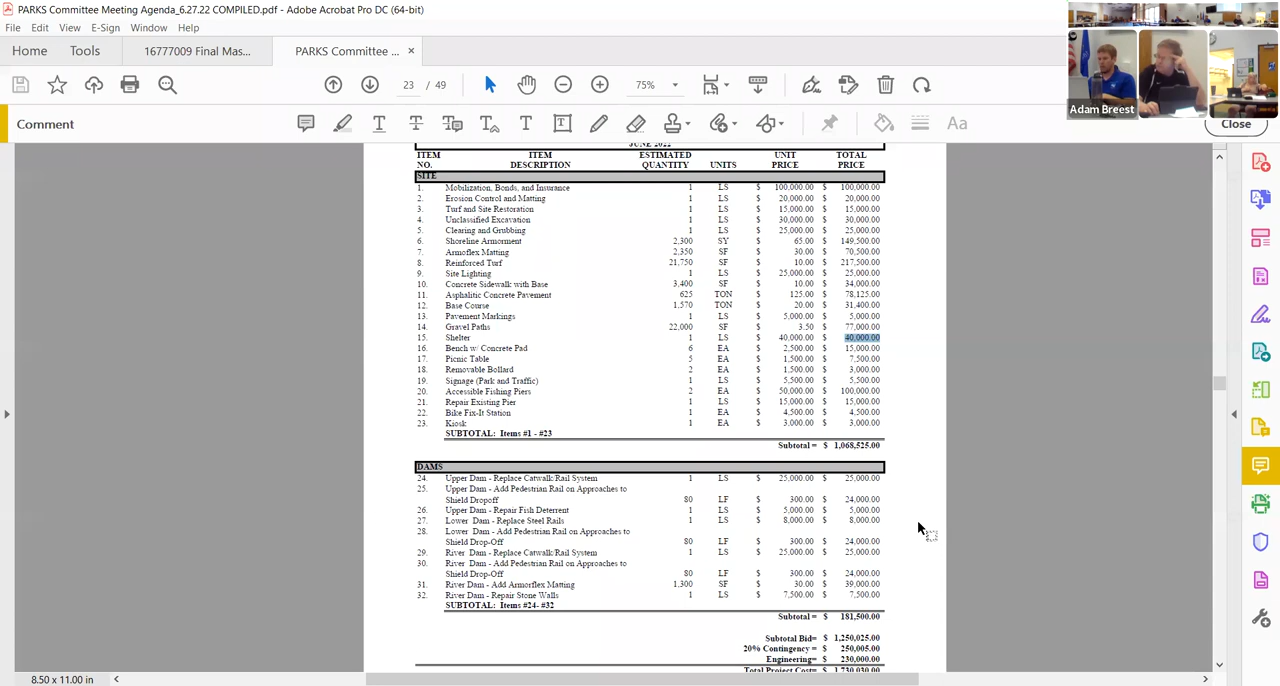 PARKS Committee Meeting Agenda_6.27.22 COMPILED.pdf - Adobe Acrobat Pro DC (64-bit)
File Edit View E-Sign Window Help
Home Tools 16777009 Final Mas... PARKS Committee ... ×
23 / 49 75%
Adam Breest
Comment Close
JUNE 2022
ITEM NO. ITEM DESCRIPTION ESTIMATED QUANTITY UNITS UNIT PRICE TOTAL PRICE
SITE
1. Mobilization, Bonds, and Insurance 1 LS $ 100,000.00 $ 100,000.00
2. Erosion Control and Matting 1 LS $ 20,000.00 $ 20,000.00
3. Turf and Site Restoration 1 LS $ 15,000.00 $ 15,000.00
4. Unclassified Excavation 1 LS $ 30,000.00 $ 30,000.00
5. Clearing and Grubbing 1 LS $ 25,000.00 $ 25,000.00
6. Shoreline Armorment 2,300 SY $ 65.00 $ 149,500.00
7. Armoflex Matting 2,350 SF $ 30.00 $ 70,500.00
8. Reinforced Turf 21,750 SF $ 10.00 $ 217,500.00
9. Site Lighting 1 LS $ 25,000.00 $ 25,000.00
10. Concrete Sidewalk with Base 3,400 SF $ 10.00 $ 34,000.00
11. Asphalitic Concrete Pavement 625 TON $ 125.00 $ 78,125.00
12. Base Course 1,570 TON $ 20.00 $ 31,400.00
13. Pavement Markings 1 LS $ 5,000.00 $ 5,000.00
14. Gravel Paths 22,000 SF $ 3.50 $ 77,000.00
15. Shelter 1 LS $ 40,000.00 $ 40,000.00
16. Bench w/ Concrete Pad 6 EA $ 2,500.00 $ 15,000.00
17. Picnic Table 5 EA $ 1,500.00 $ 7,500.00
18. Removable Bollard 2 EA $ 1,500.00 $ 3,000.00
19. Signage (Park and Traffic) 1 LS $ 5,500.00 $ 5,500.00
20. Accessible Fishing Piers 2 EA $ 50,000.00 $ 100,000.00
21. Repair Existing Pier 1 LS $ 15,000.00 $ 15,000.00
22. Bike Fix-It Station 1 EA $ 4,500.00 $ 4,500.00
23. Kiosk 1 EA $ 3,000.00 $ 3,000.00
SUBTOTAL: Items #1 - #23
Subtotal = $ 1,068,525.00
DAMS
24. Upper Dam - Replace Catwalk/Rail System 1 LS $ 25,000.00 $ 25,000.00
25. Upper Dam - Add Pedestrian Rail on Approaches to
Shield Dropoff 80 LF $ 300.00 $ 24,000.00
26. Upper Dam - Repair Fish Deterrent 1 LS $ 5,000.00 $ 5,000.00
27. Lower Dam - Replace Steel Rails 1 LS $ 8,000.00 $ 8,000.00
28. Lower Dam - Add Pedestrian Rail on Approaches to
Shield Drop-Off 80 LF $ 300.00 $ 24,000.00
29. River Dam - Replace Catwalk/Rail System 1 LS $ 25,000.00 $ 25,000.00
30. River Dam - Add Pedestrian Rail on Approaches to
Shield Drop-Off 80 LF $ 300.00 $ 24,000.00
31. River Dam - Add Armorflex Matting 1,300 SF $ 30.00 $ 39,000.00
32. River Dam - Repair Stone Walls 1 LS $ 7,500.00 $ 7,500.00
SUBTOTAL: Items #24- #32
Subtotal = $ 181,500.00
Subtotal Bid= $ 1,250,025.00
20% Contingency = $ 250,005.00
Engineering= $ 230,000.00
Total Project Cost= $ 1,730,030.00
8.50 x 11.00 in